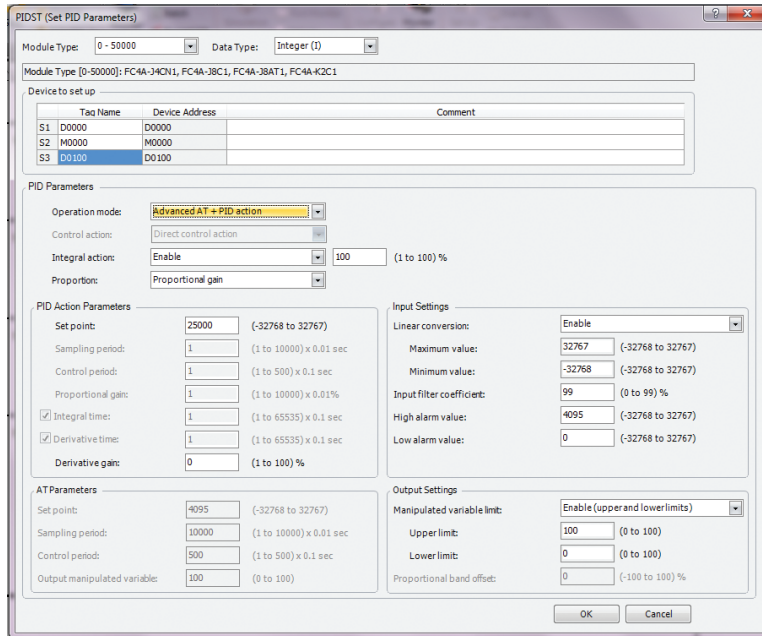 PIDST (Set PID Parameters)
Module Type: 0 - 50000 Data Type: Integer (I)
Module Type [0-50000]: FC4A-J4CN1, FC4A-J8C1, FC4A-J8AT1, FC4A-K2C1
Device to set up
Tag Name Device Address Comment
S1 D0000 D0000
S2 M0000 M0000
S3 D0100 D0100
PID Parameters
Operation mode: Advanced AT + PID action
Control action: Direct control action
Integral action: Enable 100 (1 to 100) %
Proportion: Proportional gain
PID Action Parameters
Set point: 25000 (-32768 to 32767)
Sampling period: 1 (1 to 10000) x 0.01 sec
Control period: 1 (1 to 500) x 0.1 sec
Proportional gain: 1 (1 to 10000) x 0.01%
Integral time: 1 (1 to 65535) x 0.1 sec
Derivative time: 1 (1 to 65535) x 0.1 sec
Derivative gain: 0 (1 to 100) %
Input Settings
Linear conversion: Enable
Maximum value: 32767 (-32768 to 32767)
Minimum value: -32768 (-32768 to 32767)
Input filter coefficient: 99 (0 to 99) %
High alarm value: 4095 (-32768 to 32767)
Low alarm value: 0 (-32768 to 32767)
AT Parameters
Set point: 4095 (-32768 to 32767)
Sampling period: 10000 (1 to 10000) x 0.01 sec
Control period: 500 (1 to 500) x 0.1 sec
Output manipulated variable: 100 (0 to 100)
Output Settings
Manipulated variable limit: Enable (upper and lower limits)
Upper limit: 100 (0 to 100)
Lower limit: 0 (0 to 100)
Proportional band offset: 0 (-100 to 100) %
OK Cancel